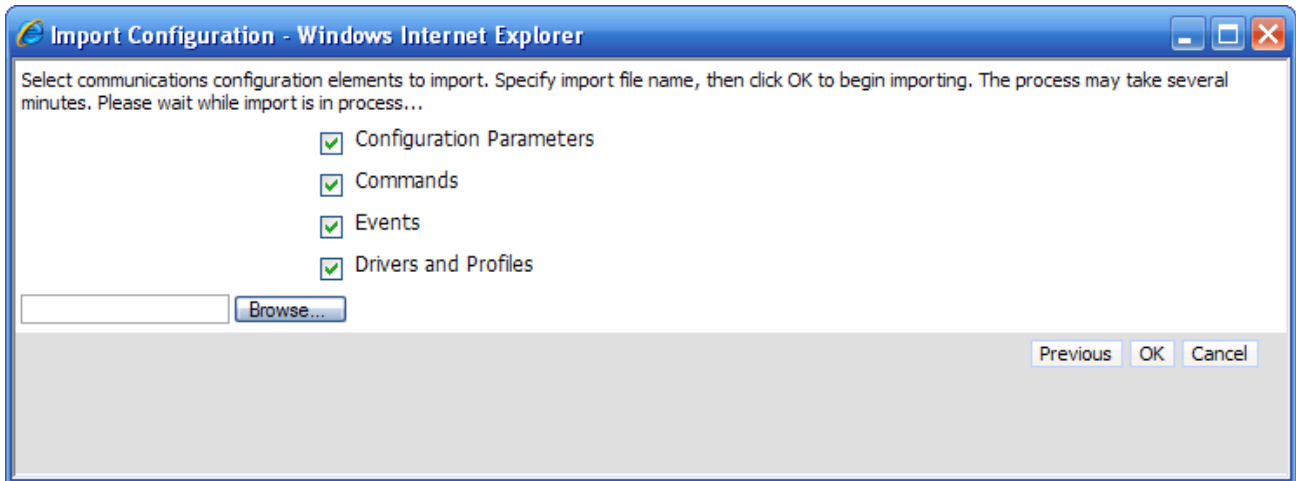 Import Configuration - Windows Internet Explorer
Select communications configuration elements to import. Specify import file name, then click OK to begin importing. The process may take several
minutes. Please wait while import is in process...
Configuration Parameters
Commands
Events
Drivers and Profiles
Browse...
Previous OK Cancel